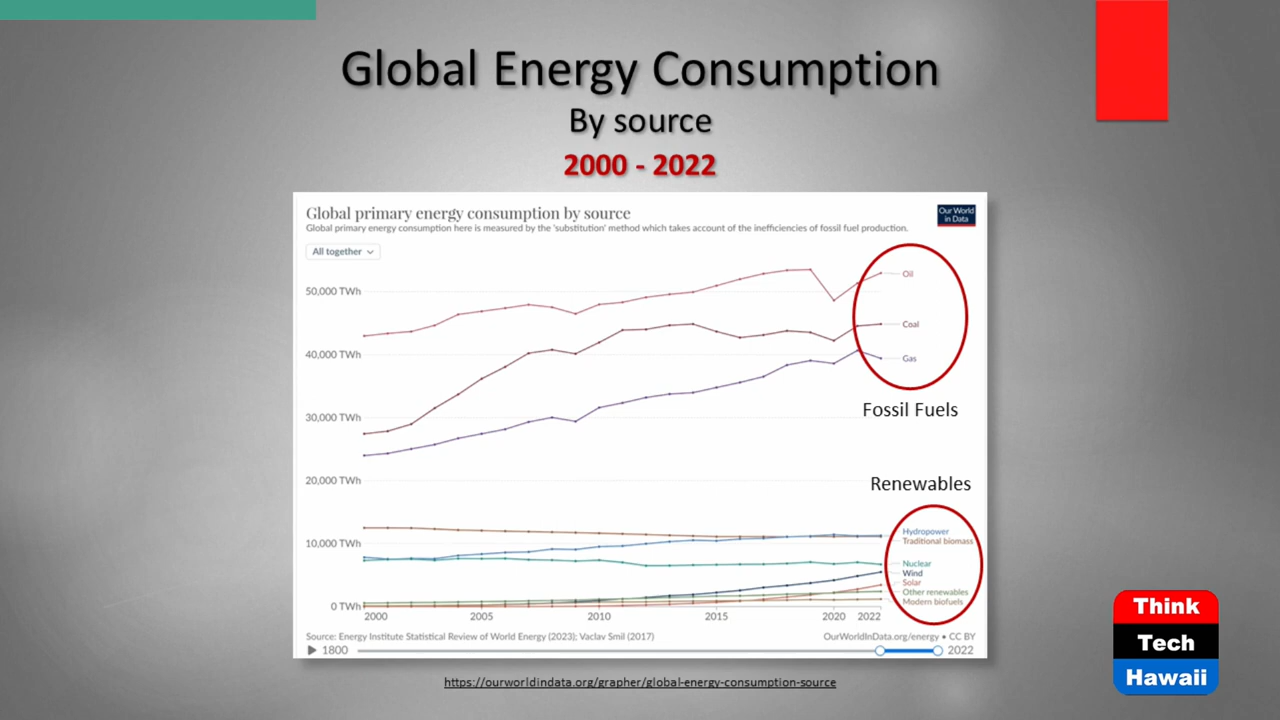 Global Energy Consumption
By source
2000 - 2022
Global primary energy consumption by source
Global primary energy consumption here is measured by the 'substitution' method which takes account of the inefficiencies of fossil fuel production.
Our World
in Data
All together
50,000 TWh
40,000 TWh
30,000 TWh
20,000 TWh
10,000 TWh
0 TWh
Oil
Coal
Gas
Fossil Fuels
Renewables
Hydropower
Traditional biomass
Nuclear
Wind
Solar
Other renewables
Modern biofuels
2000 2005 2010 2015 2020 2022
Source: Energy Institute Statistical Review of World Energy (2023); Vaclav Smil (2017)
OurWorldInData.org/energy • CC BY
1800 2022
https://ourworldindata.org/grapher/global-energy-consumption-source
Think
Tech
Hawaii